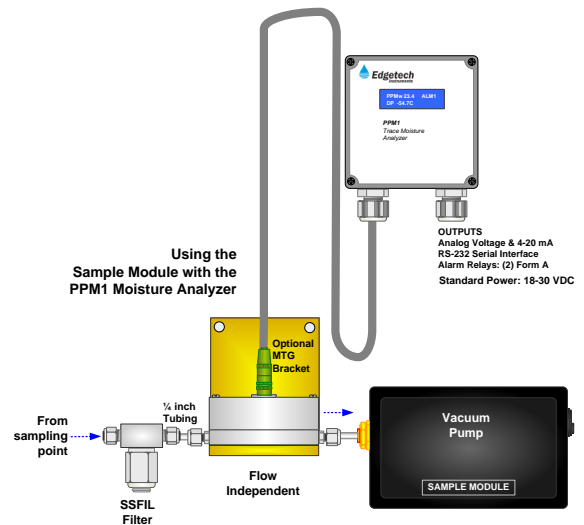 Edgetech
Instruments
PPMw 23.4 ALM1
DP -54.7C
PPM1
Trace Moisture
Analyzer
OUTPUTS
Analog Voltage & 4-20 mA
RS-232 Serial Interface
Alarm Relays: (2) Form A
Standard Power: 18-30 VDC
Using the
Sample Module with the
PPM1 Moisture Analyzer
Optional
MTG
Bracket
¼ inch
Tubing
From
sampling
point
SSFIL
Filter
Flow
Independent
Vacuum
Pump
SAMPLE MODULE